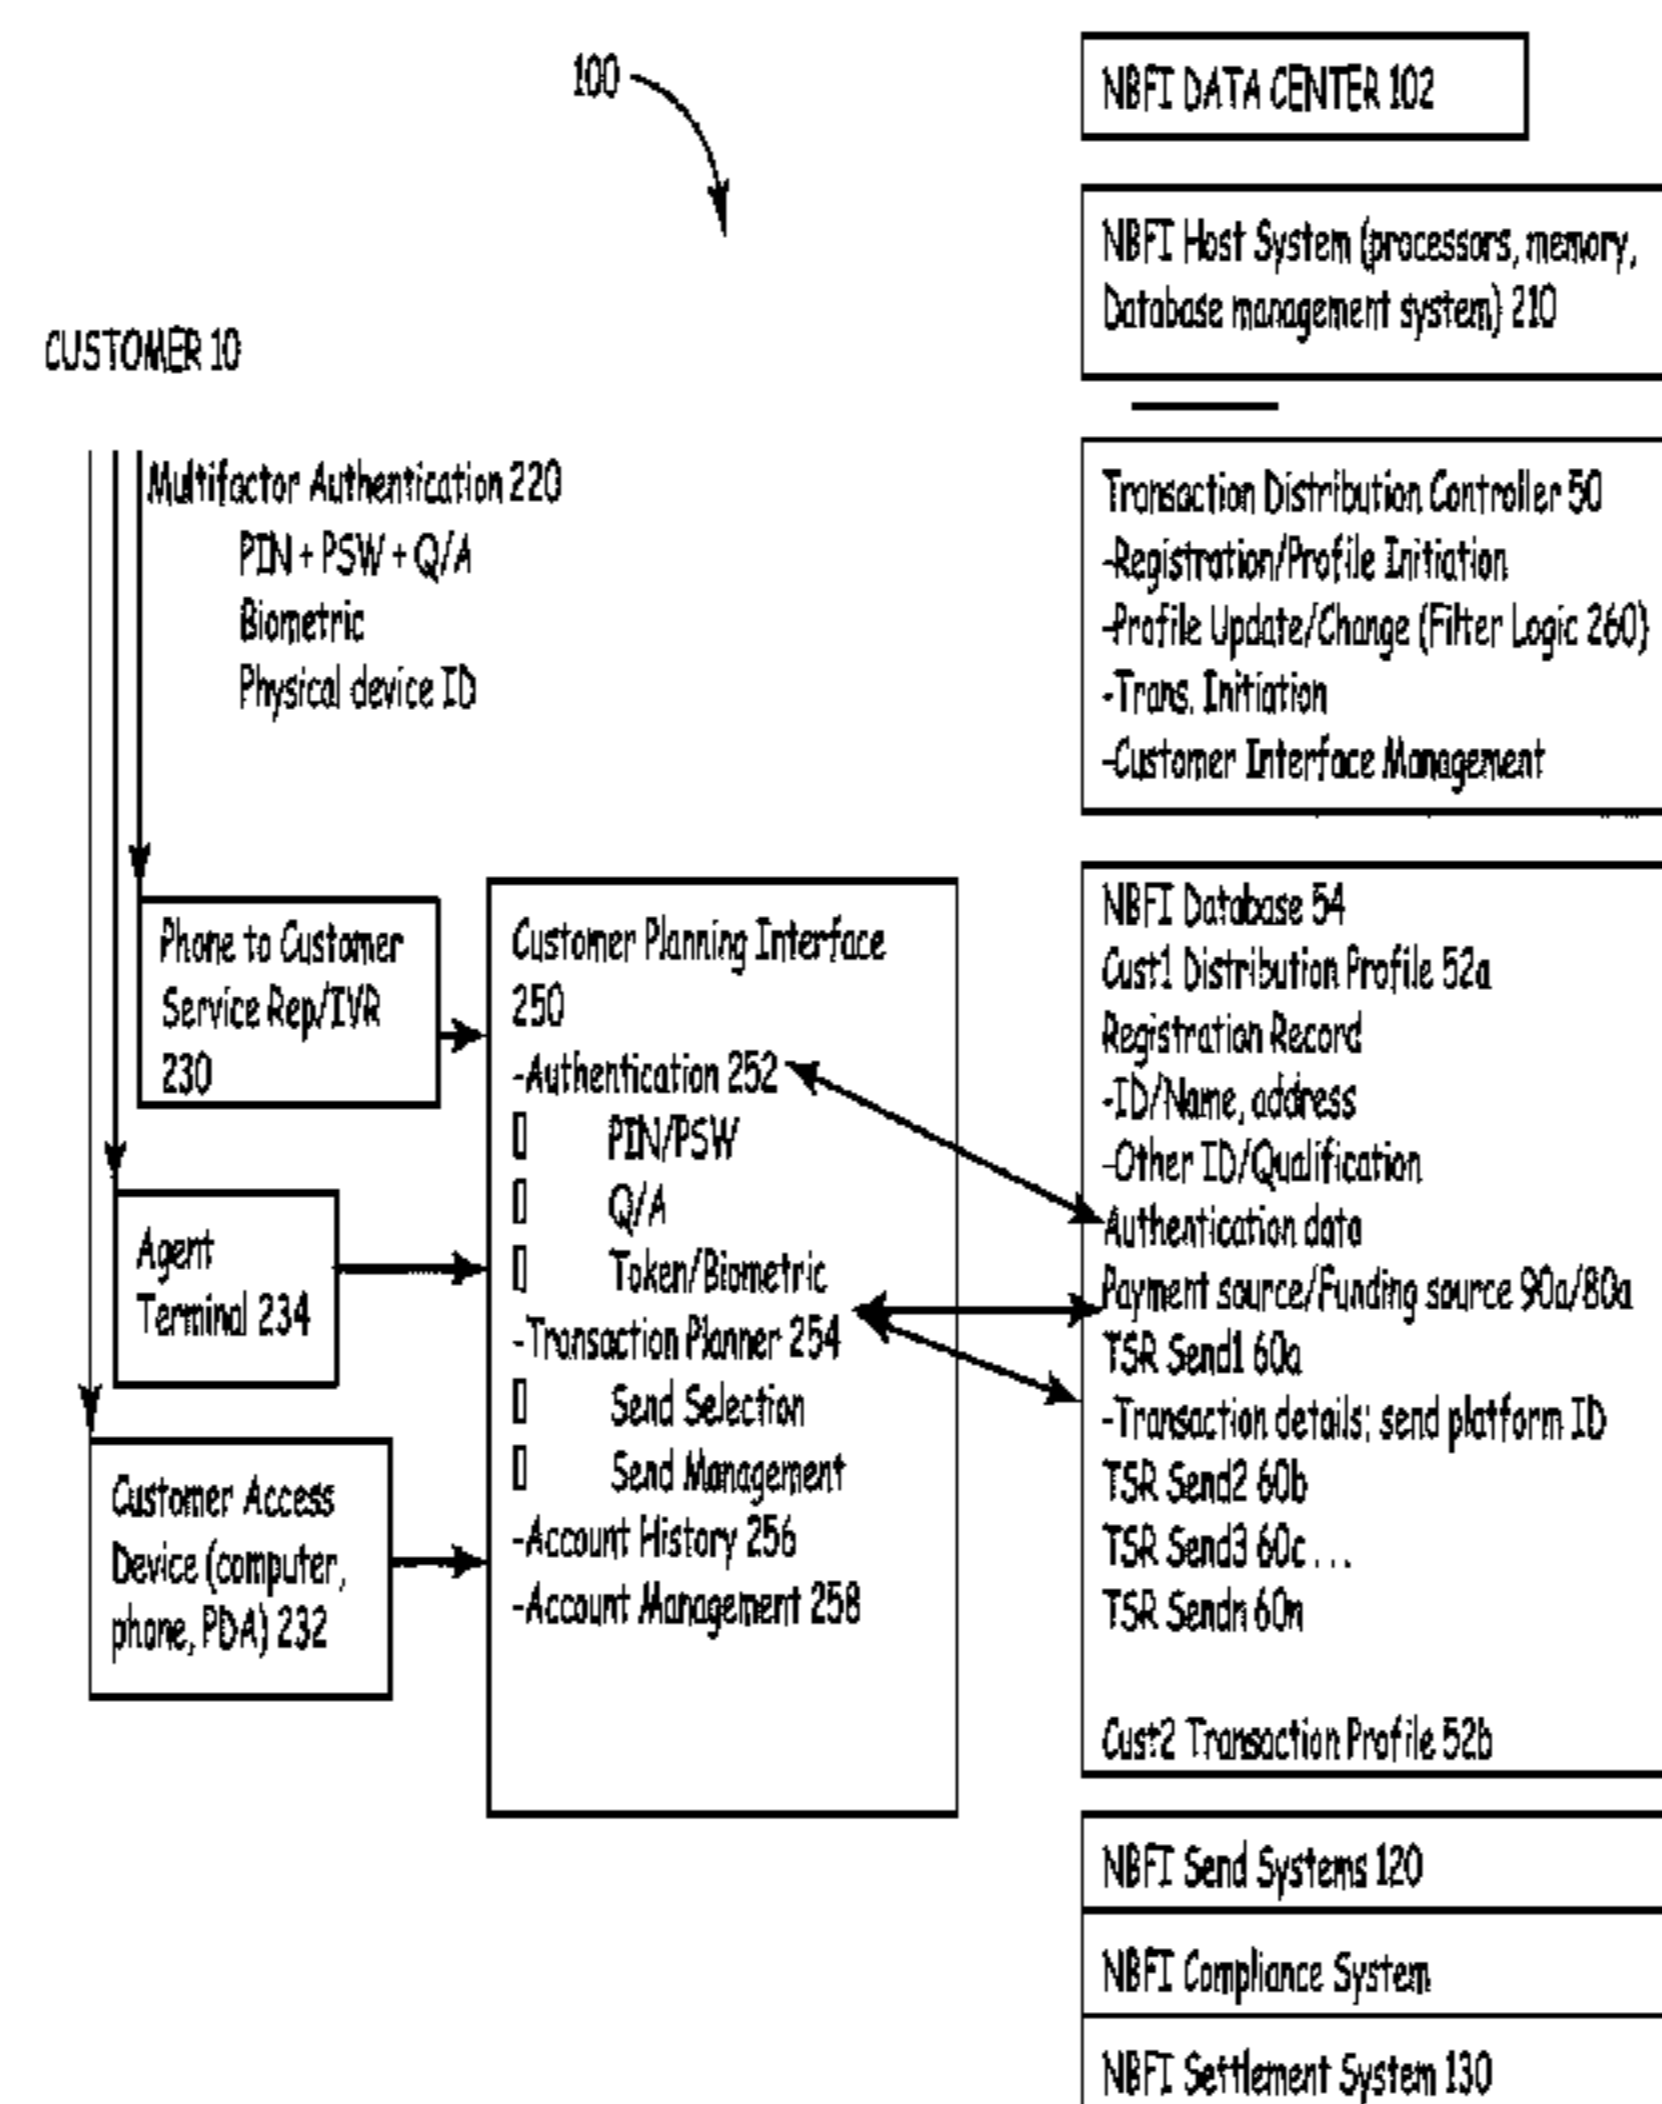 100
NBFI DATA CENTER 102
NBFI Host System (processors, memory,
Database management system) 210
CUSTOMER 10
Multifactor Authentication 220
PIN + PSW + Q/A
Biometric
Physical device ID
Transaction Distribution Controller 50
-Registration/Profile Initiation
-Profile Update/Change (Filter Logic 260)
-Trans. Initiation
-Customer Interface Management
Phone to Customer
Service Rep/IVR
230
Agent
Terminal 234
Customer Access
Device (computer,
phone, PDA) 232
Customer Planning Interface
250
-Authentication 252
PIN/PSW
Q/A
Token/Biometric
-Transaction Planner 254
Send Selection
Send Management
-Account History 256
-Account Management 258
NBFI Database 54
Cust1 Distribution Profile 52a
Registration Record
-ID/Name, address
-Other ID/Qualification
Authentication data
Payment source/Funding source 90a/80a
TSR Send1 60a
-Transaction details; send platform ID
TSR Send2 60b
TSR Send3 60c . . .
TSR Sendn 60n
Cust2 Transaction Profile 52b
NBFI Send Systems 120
NBFI Compliance System
NBFI Settlement System 130